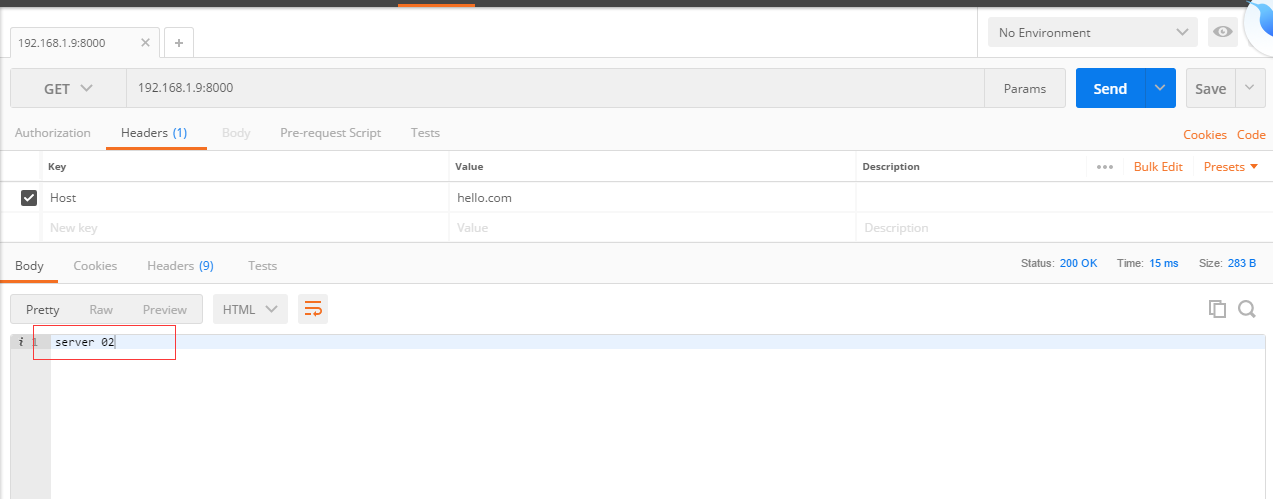 192.168.1.9:8000
No Environment
GET 192.168.1.9:8000 Params Send Save
Authorization Headers (1) Body Pre-request Script Tests Cookies Code
Key Value Description ••• Bulk Edit Presets
Host hello.com
New key Value Description
Body Cookies Headers (9) Tests Status: 200 OK Time: 15 ms Size: 283 B
Pretty Raw Preview HTML
i 1 server 02